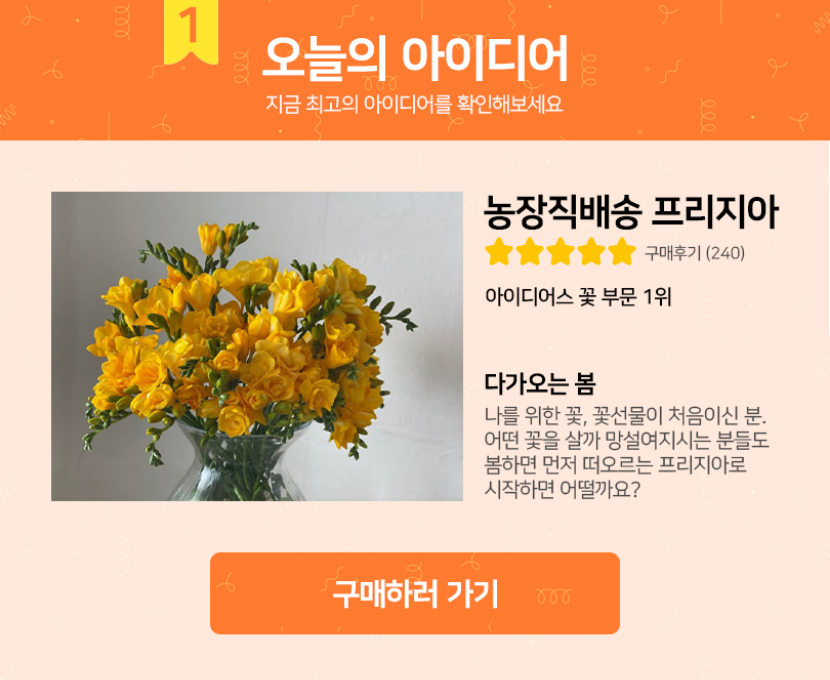 1
오늘의 아이디어
지금 최고의 아이디어를 확인해보세요
농장직배송 프리지아
구매후기 (240)
아이디어스 꽃 부문 1위
다가오는 봄
나를 위한 꽃, 꽃선물이 처음이신 분.
어떤 꽃을 살까 망설여지시는 분들도
봄하면 먼저 떠오르는 프리지아로
시작하면 어떨까요?
구매하러 가기